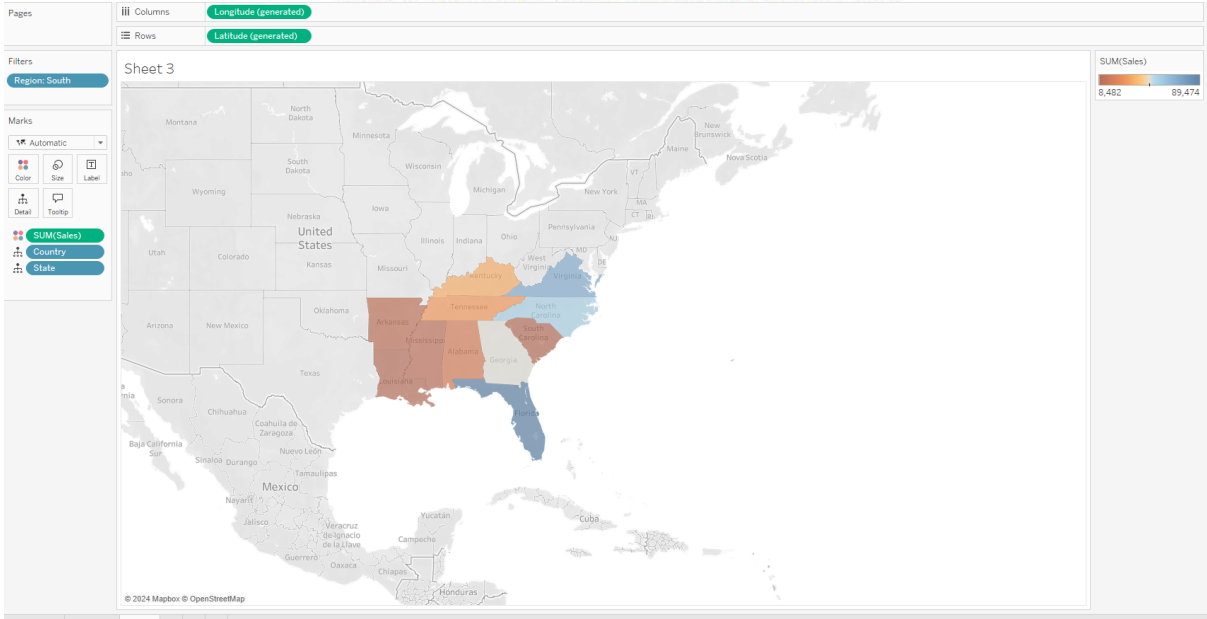 Pages
Columns
Longitude (generated)
Rows
Latitude (generated)
Filters
Region: South
Marks
Automatic
Color
Size
Label
Detail
Tooltip
SUM(Sales)
Country
State
Sheet 3
SUM(Sales)
8,482
89,474
Montana
North
Dakota
Minnesota
New
Brunswick
Maine
Nova Scotia
South
Dakota
Wisconsin
VT
Wyoming
Michigan
New York
MA
CT
RI
Nebraska
Iowa
Pennsylvania
NJ
United
States
Illinois
Indiana
Ohio
MD
DE
Utah
Colorado
Kansas
Missouri
West
Virginia
Kentucky
Virginia
Oklahoma
Tennessee
North
Carolina
Arizona
New Mexico
Arkansas
South
Carolina
Mississippi
Alabama
Georgia
Texas
Louisiana
Sonora
Chihuahua
Florida
Coahuila de
Zaragoza
Baja California
Sur
Nuevo León
Sinaloa
Durango
Tamaulipas
Mexico
Nayarit
Jalisco
Veracruz
de Ignacio
de la Llave
Yucatán
Cuba
Campeche
Guerrero
Oaxaca
Chiapas
Honduras
© 2024 Mapbox © OpenStreetMap